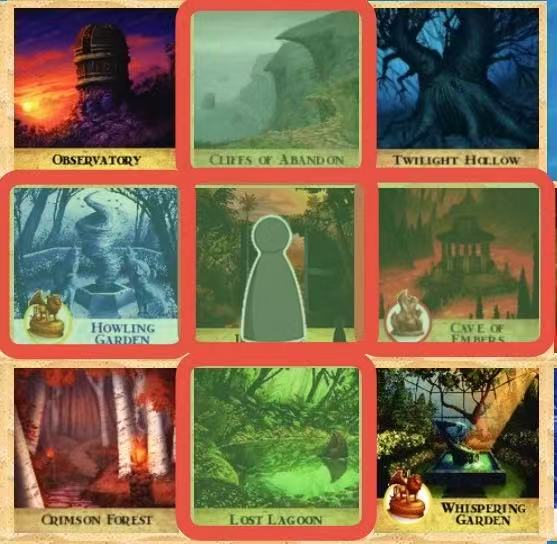 OBSERVATORY
CLIFFS OF ABANDON
TWILIGHT HOLLOW
HOWLING
GARDEN
CAVE OF
EMBERS
CRIMSON FOREST
LOST LAGOON
WHISPERING
GARDEN